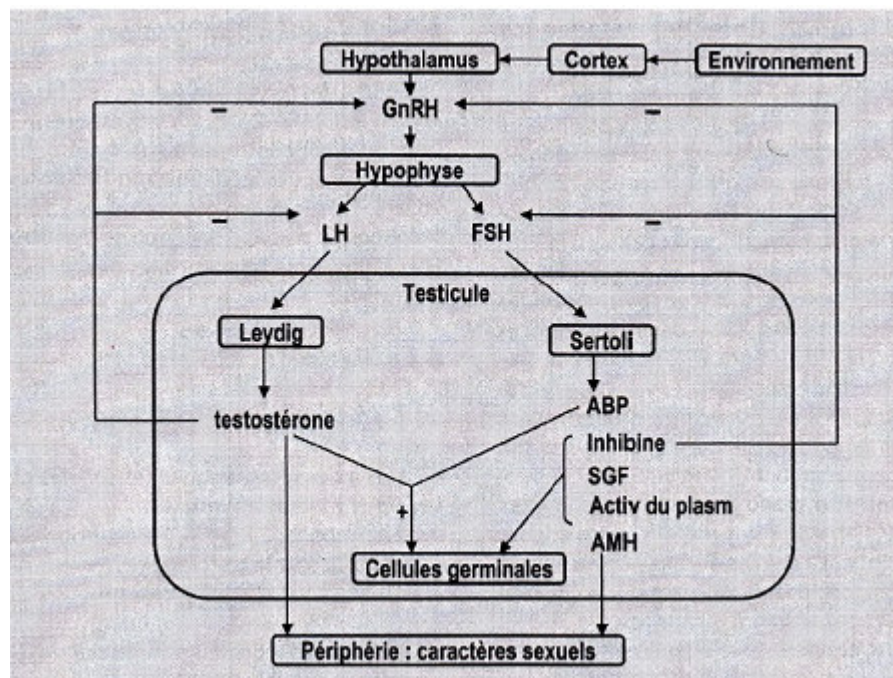 Hypothalamus Cortex Environnement
GnRH
– –
Hypophyse
– –
LH FSH
Testicule
Leydig Sertoli
testostérone ABP
Inhibine
SGF
+ Activ du plasm
AMH
Cellules germinales
Périphérie : caractères sexuels